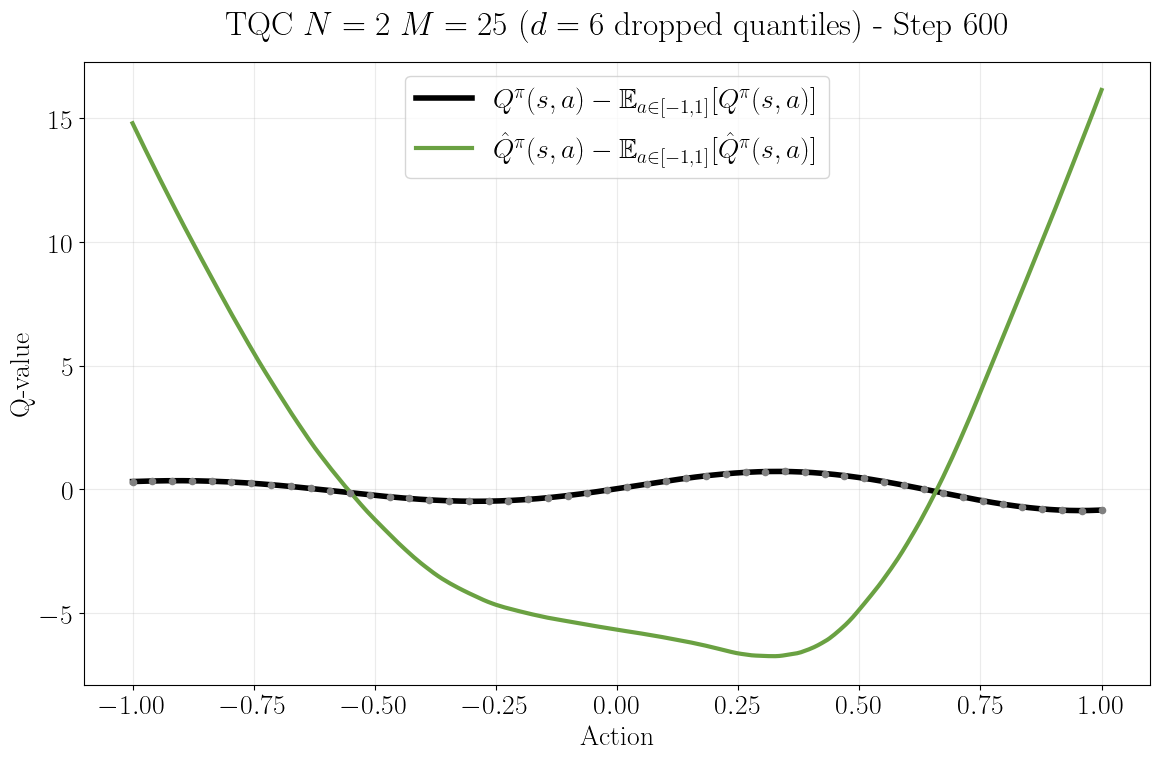 TQC $N = 2$ $M = 25$ ($d = 6$ dropped quantiles) - Step 600
$Q^{\pi}(s, a) - \mathbb{E}_{a \in [-1,1]}[Q^{\pi}(s, a)]$
$\hat{Q}^{\pi}(s, a) - \mathbb{E}_{a \in [-1,1]}[\hat{Q}^{\pi}(s, a)]$
15
10
5
0
−5
Q-value
−1.00 −0.75 −0.50 −0.25 0.00 0.25 0.50 0.75 1.00
Action